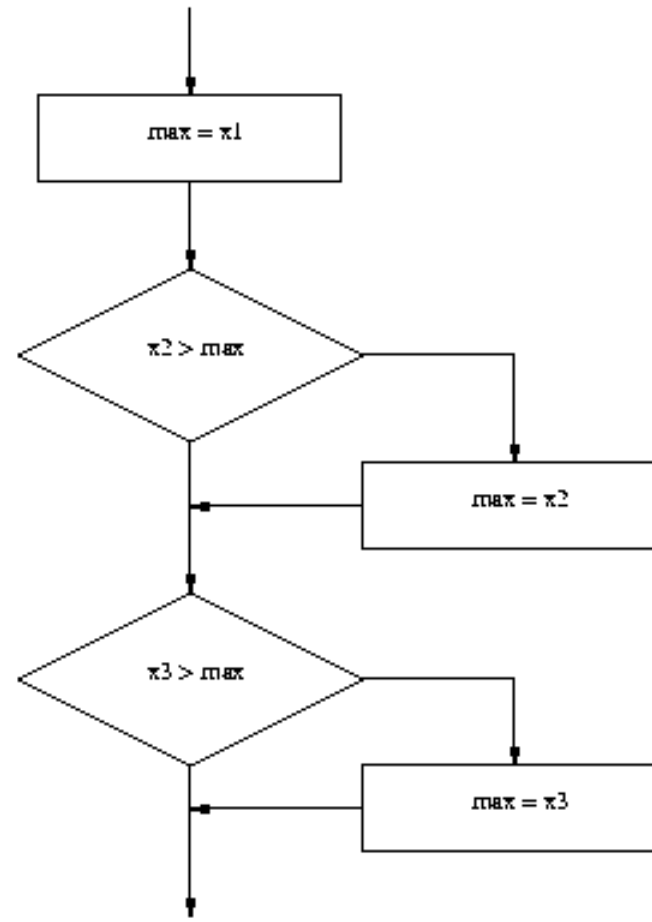 max = x1
x2 > max
max = x2
x3 > max
max = x3